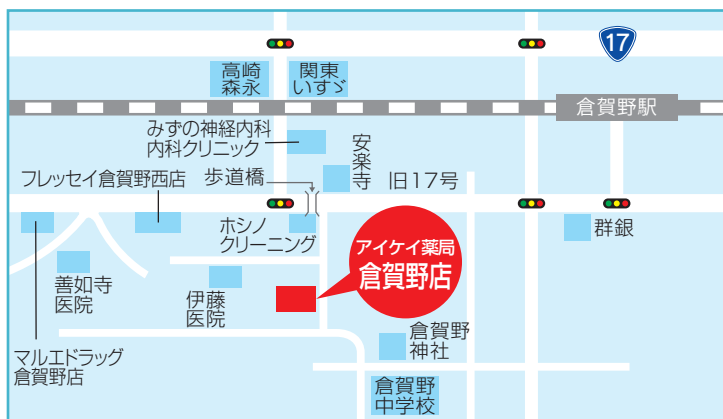 17
高崎
森永
関東
いすゞ
倉賀野駅
みずの神経内科
内科クリニック
安楽寺
フレッセイ倉賀野西店
歩道橋
旧17号
ホシノ
クリーニング
アイケイ薬局
倉賀野店
群銀
善如寺
医院
伊藤
医院
倉賀野
神社
マルエドラッグ
倉賀野店
倉賀野
中学校